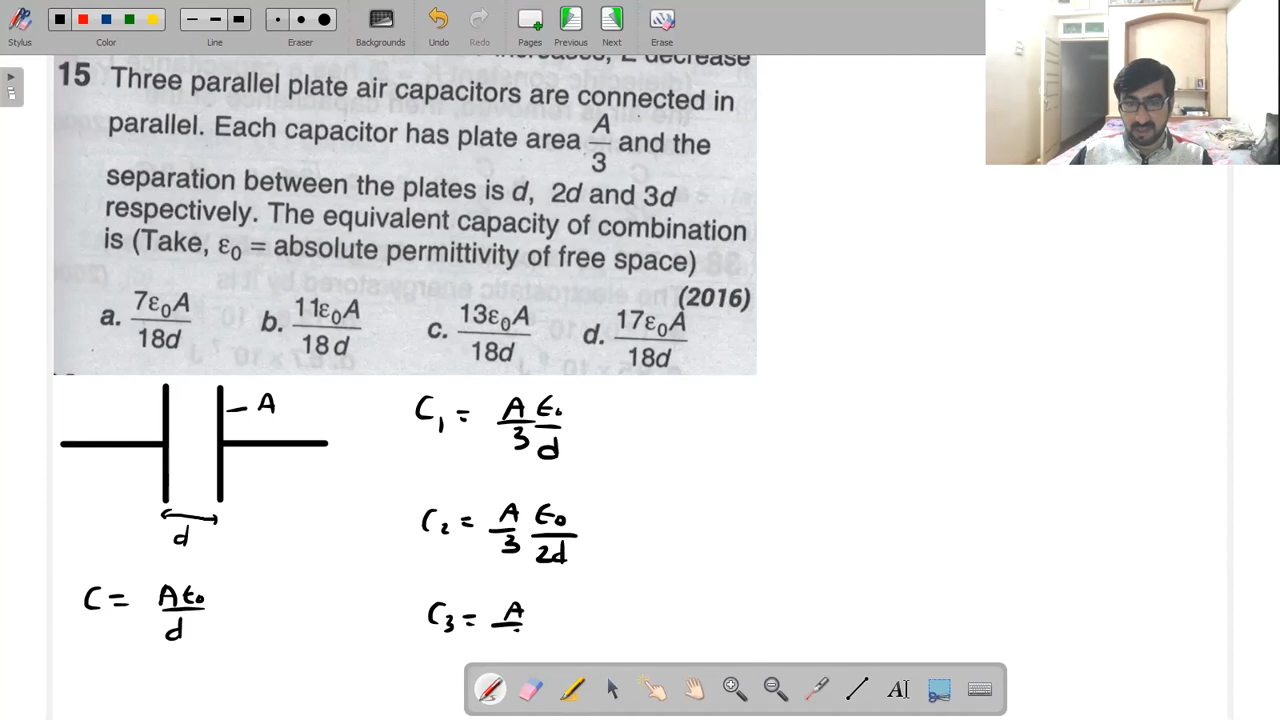 Stylus
Color
Line
Eraser
Backgrounds
Undo
Redo
Pages
Previous
Next
Erase
increases, E decrease
15 Three parallel plate air capacitors are connected in
parallel. Each capacitor has plate area A/3 and the
separation between the plates is d, 2d and 3d
respectively. The equivalent capacity of combination
is (Take, ε₀ = absolute permittivity of free space)
(2016)
a. 7ε₀A/18d b. 11ε₀A/18d c. 13ε₀A/18d d. 17ε₀A/18d
A
d
C = Aε₀/d
C₁ = A/3 ε₀/d
C₂ = A/3 ε₀/2d
C₃ = A
AI